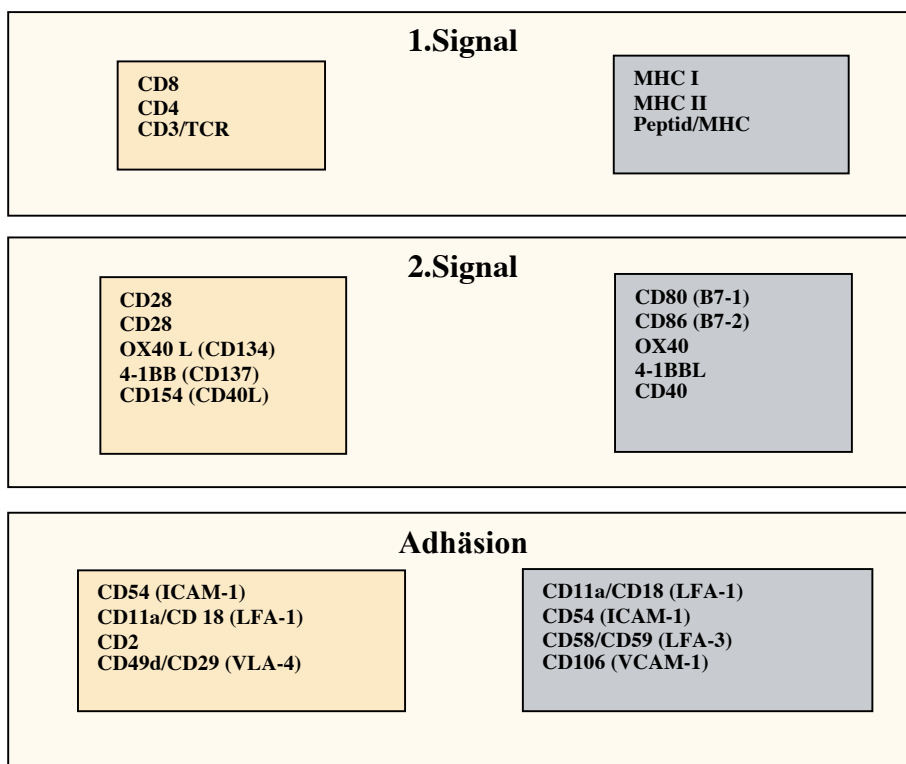 1.Signal
CD8
CD4
CD3/TCR
MHC I
MHC II
Peptid/MHC
2.Signal
CD28
CD28
OX40 L (CD134)
4-1BB (CD137)
CD154 (CD40L)
CD80 (B7-1)
CD86 (B7-2)
OX40
4-1BBL
CD40
Adhäsion
CD54 (ICAM-1)
CD11a/CD 18 (LFA-1)
CD2
CD49d/CD29 (VLA-4)
CD11a/CD18 (LFA-1)
CD54 (ICAM-1)
CD58/CD59 (LFA-3)
CD106 (VCAM-1)